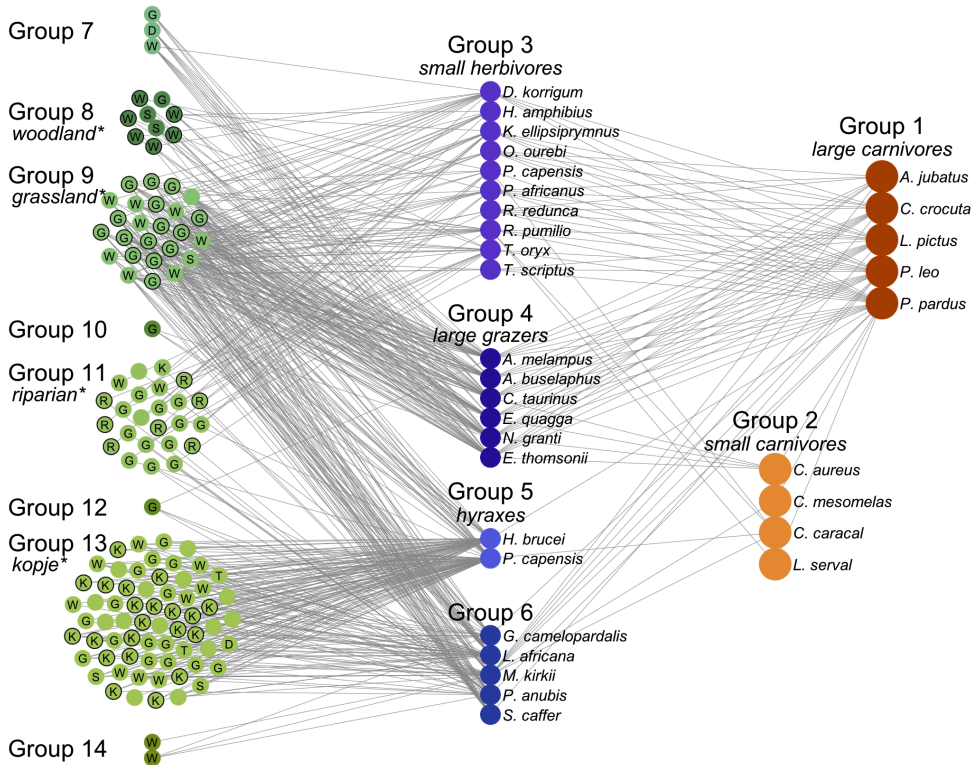 Group 7
G
D
W
Group 8
woodland*
W G
W S W
S
W W
W
Group 9
grassland*
G G G
W W G W G
G W G G
G G G G G W
W G G S
W G W
Group 10
G
Group 11
riparian*
W K
R G W R
G G G R
R G R G G
R G G G R
G G G
Group 12
G
Group 13
kopje*
K W G
W G G W T
K K K K G W W
W G K K K K
G K K K
K K G K G G T D
G K K G G G G
S W W W K S
K K
Group 14
W
W
Group 3
small herbivores
D. korrigum
H. amphibius
K. ellipsiprymnus
O. ourebi
P. capensis
P. africanus
R. redunca
R. pumilio
T. oryx
T. scriptus
Group 4
large grazers
A. melampus
A. buselaphus
C. taurinus
E. quagga
N. granti
E. thomsonii
Group 5
hyraxes
H. brucei
P. capensis
Group 6
G. camelopardalis
L. africana
M. kirkii
P. anubis
S. caffer
Group 1
large carnivores
A. jubatus
C. crocuta
L. pictus
P. leo
P. pardus
Group 2
small carnivores
C. aureus
C. mesomelas
C. caracal
L. serval